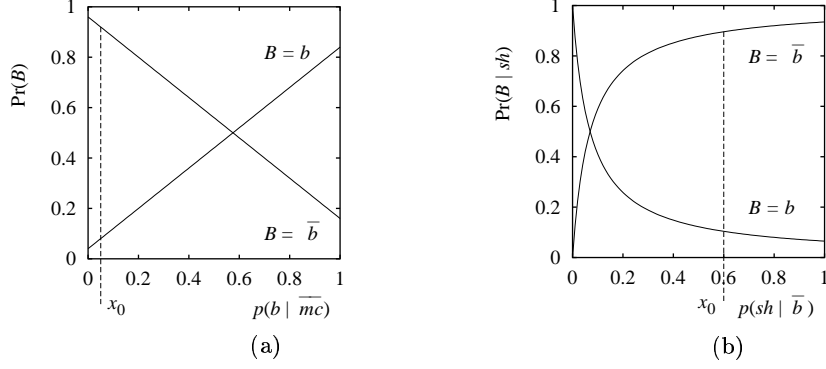 Pr(B)
1
0.8
0.6
0.4
0.2
0
B = b
B = b̅
0 0.2 0.4 0.6 0.8 1
x₀ p(b | m̅c̅)
(a)
Pr(B | sh)
1
0.8
0.6
0.4
0.2
0
B = b̅
B = b
0 0.2 0.4 0.6 0.8 1
x₀ p(sh | b̅)
(b)